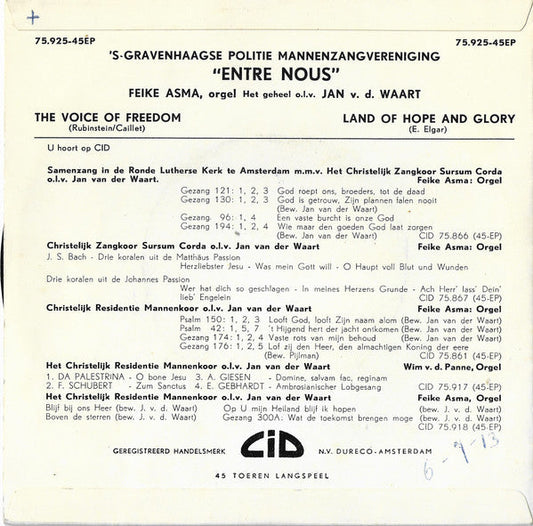 +
75.925-45EP 75.925-45EP
'S-GRAVENHAAGSE POLITIE MANNENZANGVERENIGING
"ENTRE NOUS"
FEIKE ASMA, orgel Het geheel o.l.v. JAN v. d. WAART
THE VOICE OF FREEDOM LAND OF HOPE AND GLORY
(Rubinstein/Caillet) (E. Elgar)
U hoort op CID
Samenzang in de Ronde Lutherse Kerk te Amsterdam m.m.v. Het Christelijk Zangkoor Sursum Corda
o.l.v. Jan van der Waart. Feike Asma: Orgel
Gezang 121: 1, 2, 3 God roept ons, broeders, tot de daad
Gezang 130: 1, 2, 3 God is getrouw, Zijn plannen falen nooit
(Bew. Jan van der Waart)
Gezang. 96: 1, 4 Een vaste burcht is onze God
Gezang 194: 1, 2, 4 Wie maar den goeden God laat zorgen
(Bew. Jan van der Waart) CID 75.866 (45-EP)
Christelijk Zangkoor Sursum Corda o.l.v. Jan van der Waart Feike Asma: Orgel
J. S. Bach - Drie koralen uit de Matthäus Passion
Herzliebster Jesu - Was mein Gott will - O Haupt voll Blut und Wunden
Drie koralen uit de Johannes Passion
Wer hat dich so geschlagen - In meines Herzens Grunde - Ach Herr' lass' Dein'
lieb' Engelein CID 75.867 (45-EP)
Christelijk Residentie Mannenkoor o.l.v. Jan van der Waart Feike Asma: Orgel
Psalm 150: 1, 2, 3 Looft God, looft Zijn naam alom (Bew. Jan van der Waart)
Psalm 42: 1, 5, 7 't Hijgend hert der jacht ontkomen (Bew. Jan van der Waart)
Gezang 174: 1, 2, 4 Vaste rots van mijn behoud (Bew. Jan van der Waart)
Gezang 176: 1, 2, 5 Lof zij den Heer, den almachtigen Koning der eere
(Bew. Pijlman) CID 75.861 (45-EP)
Het Christelijk Residentie Mannenkoor o.l.v. Jan van der Waart Wim v.d. Panne, Orgel
1. DA PALESTRINA - O bone Jesu 3. A. GIESEN - Domine, salvam fac, reginam
2. F. SCHUBERT - Zum Sanctus 4. E. GEBHARDT - Ambrosianischer Lobgesang
CID 75.917 (45-EP)
Het Christelijk Residentie Mannenkoor o.l.v. Jan van der Waart Feike Asma, Orgel
Blijf bij ons Heer (bew. J. v. d. Waart) Op U mijn Heiland blijf ik hopen (bew. J. v. d. Waart)
Boven de sterren (bew. J. v. d. Waart) Gezang 300A: Wat de toekomst brengen moge (bew. J. v. d. Waart)
CID 75.918 (45-EP)
GEREGISTREERD HANDELSMERK CID N.V. DURECO-AMSTERDAM
45 TOEREN LANGSPEEL